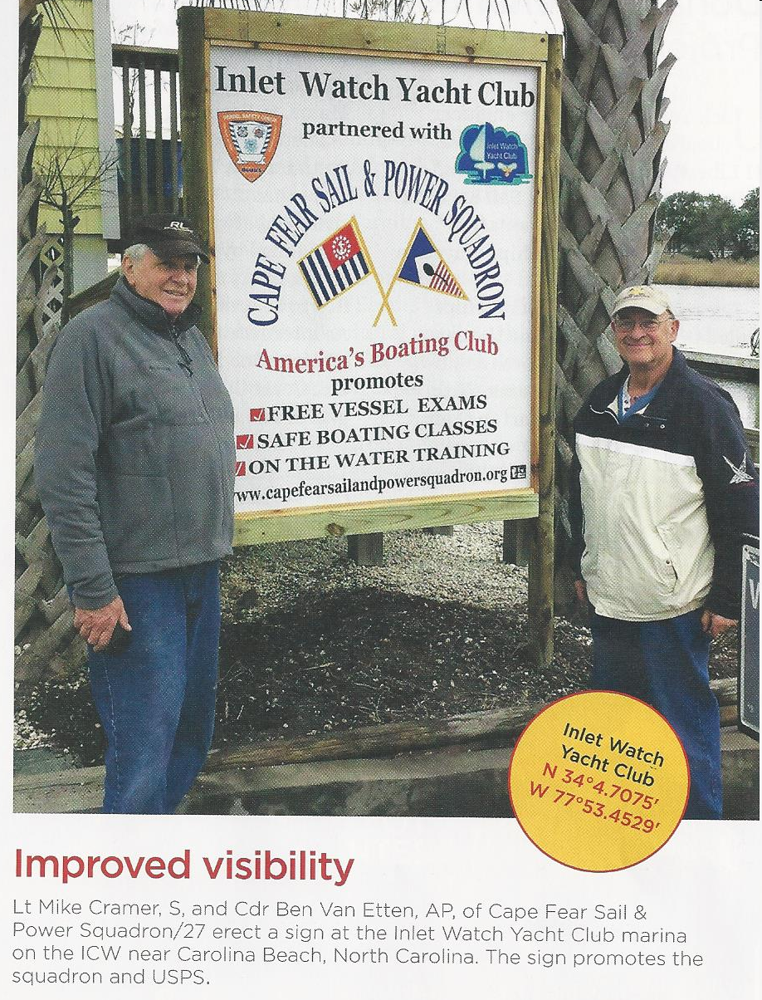 Inlet Watch Yacht Club
VESSEL SAFETY CHECK
partnered with
Inlet Watch
Yacht Club
CAPE FEAR SAIL & POWER SQUADRON
America's Boating Club
promotes
FREE VESSEL EXAMS
SAFE BOATING CLASSES
ON THE WATER TRAINING
www.capefearsailandpowersquadron.org
RL
Inlet Watch
Yacht Club
N 34°4.7075'
W 77°53.4529'
Improved visibility
Lt Mike Cramer, S, and Cdr Ben Van Etten, AP, of Cape Fear Sail &
Power Squadron/27 erect a sign at the Inlet Watch Yacht Club marina
on the ICW near Carolina Beach, North Carolina. The sign promotes the
squadron and USPS.